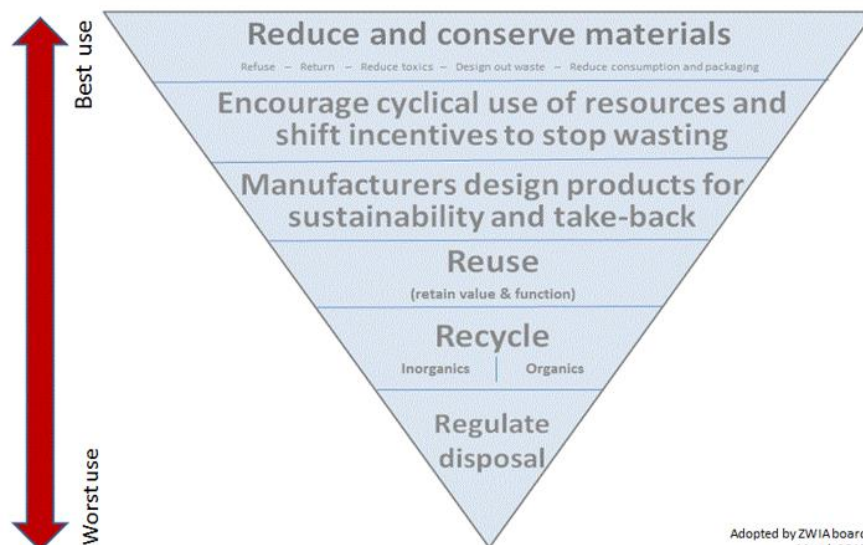 Best use
Reduce and conserve materials
Refuse – Return – Reduce toxics – Design out waste – Reduce consumption and packaging
Encourage cyclical use of resources and
shift incentives to stop wasting
Manufacturers design products for
sustainability and take-back
Reuse
(retain value & function)
Recycle
Inorganics
Organics
Regulate
disposal
Worst use
Adopted by ZWIA board